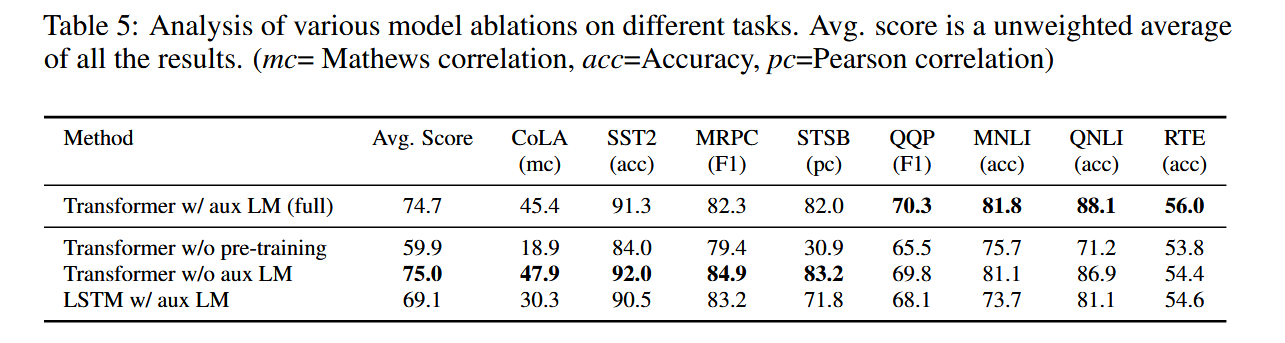 Table 5: Analysis of various model ablations on different tasks. Avg. score is a unweighted average
of all the results. (mc= Mathews correlation, acc=Accuracy, pc=Pearson correlation)
Method Avg. Score CoLA SST2 MRPC STSB QQP MNLI QNLI RTE
(mc) (acc) (F1) (pc) (F1) (acc) (acc) (acc)
Transformer w/ aux LM (full) 74.7 45.4 91.3 82.3 82.0 70.3 81.8 88.1 56.0
Transformer w/o pre-training 59.9 18.9 84.0 79.4 30.9 65.5 75.7 71.2 53.8
Transformer w/o aux LM 75.0 47.9 92.0 84.9 83.2 69.8 81.1 86.9 54.4
LSTM w/ aux LM 69.1 30.3 90.5 83.2 71.8 68.1 73.7 81.1 54.6